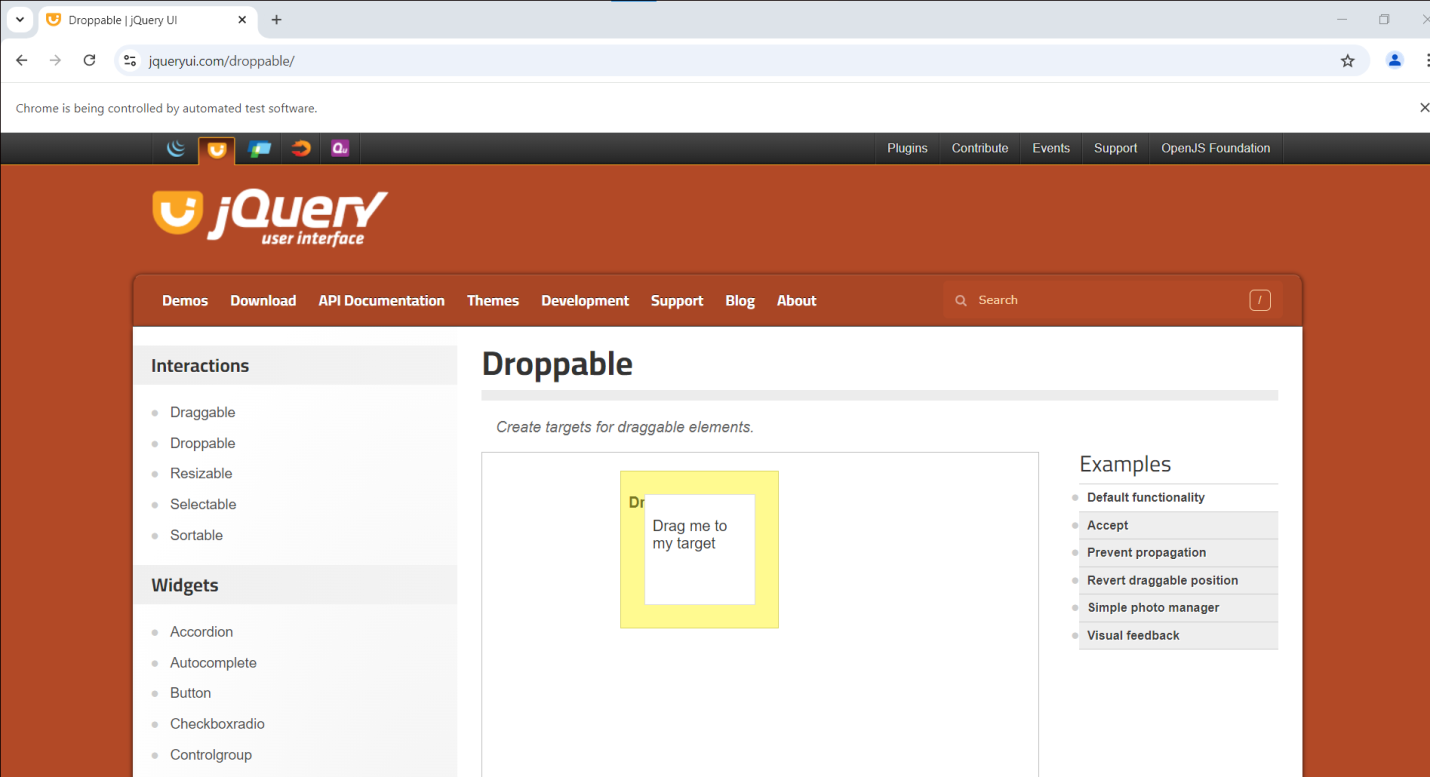 Droppable | jQuery UI
jqueryui.com/droppable/
Chrome is being controlled by automated test software.
Qu
Plugins Contribute Events Support OpenJS Foundation
jQuery
user interface
Demos Download API Documentation Themes Development Support Blog About Search /
Interactions
Draggable
Droppable
Resizable
Selectable
Sortable
Widgets
Accordion
Autocomplete
Button
Checkboxradio
Controlgroup
Droppable
Create targets for draggable elements.
Dr
Drag me to
my target
Examples
Default functionality
Accept
Prevent propagation
Revert draggable position
Simple photo manager
Visual feedback